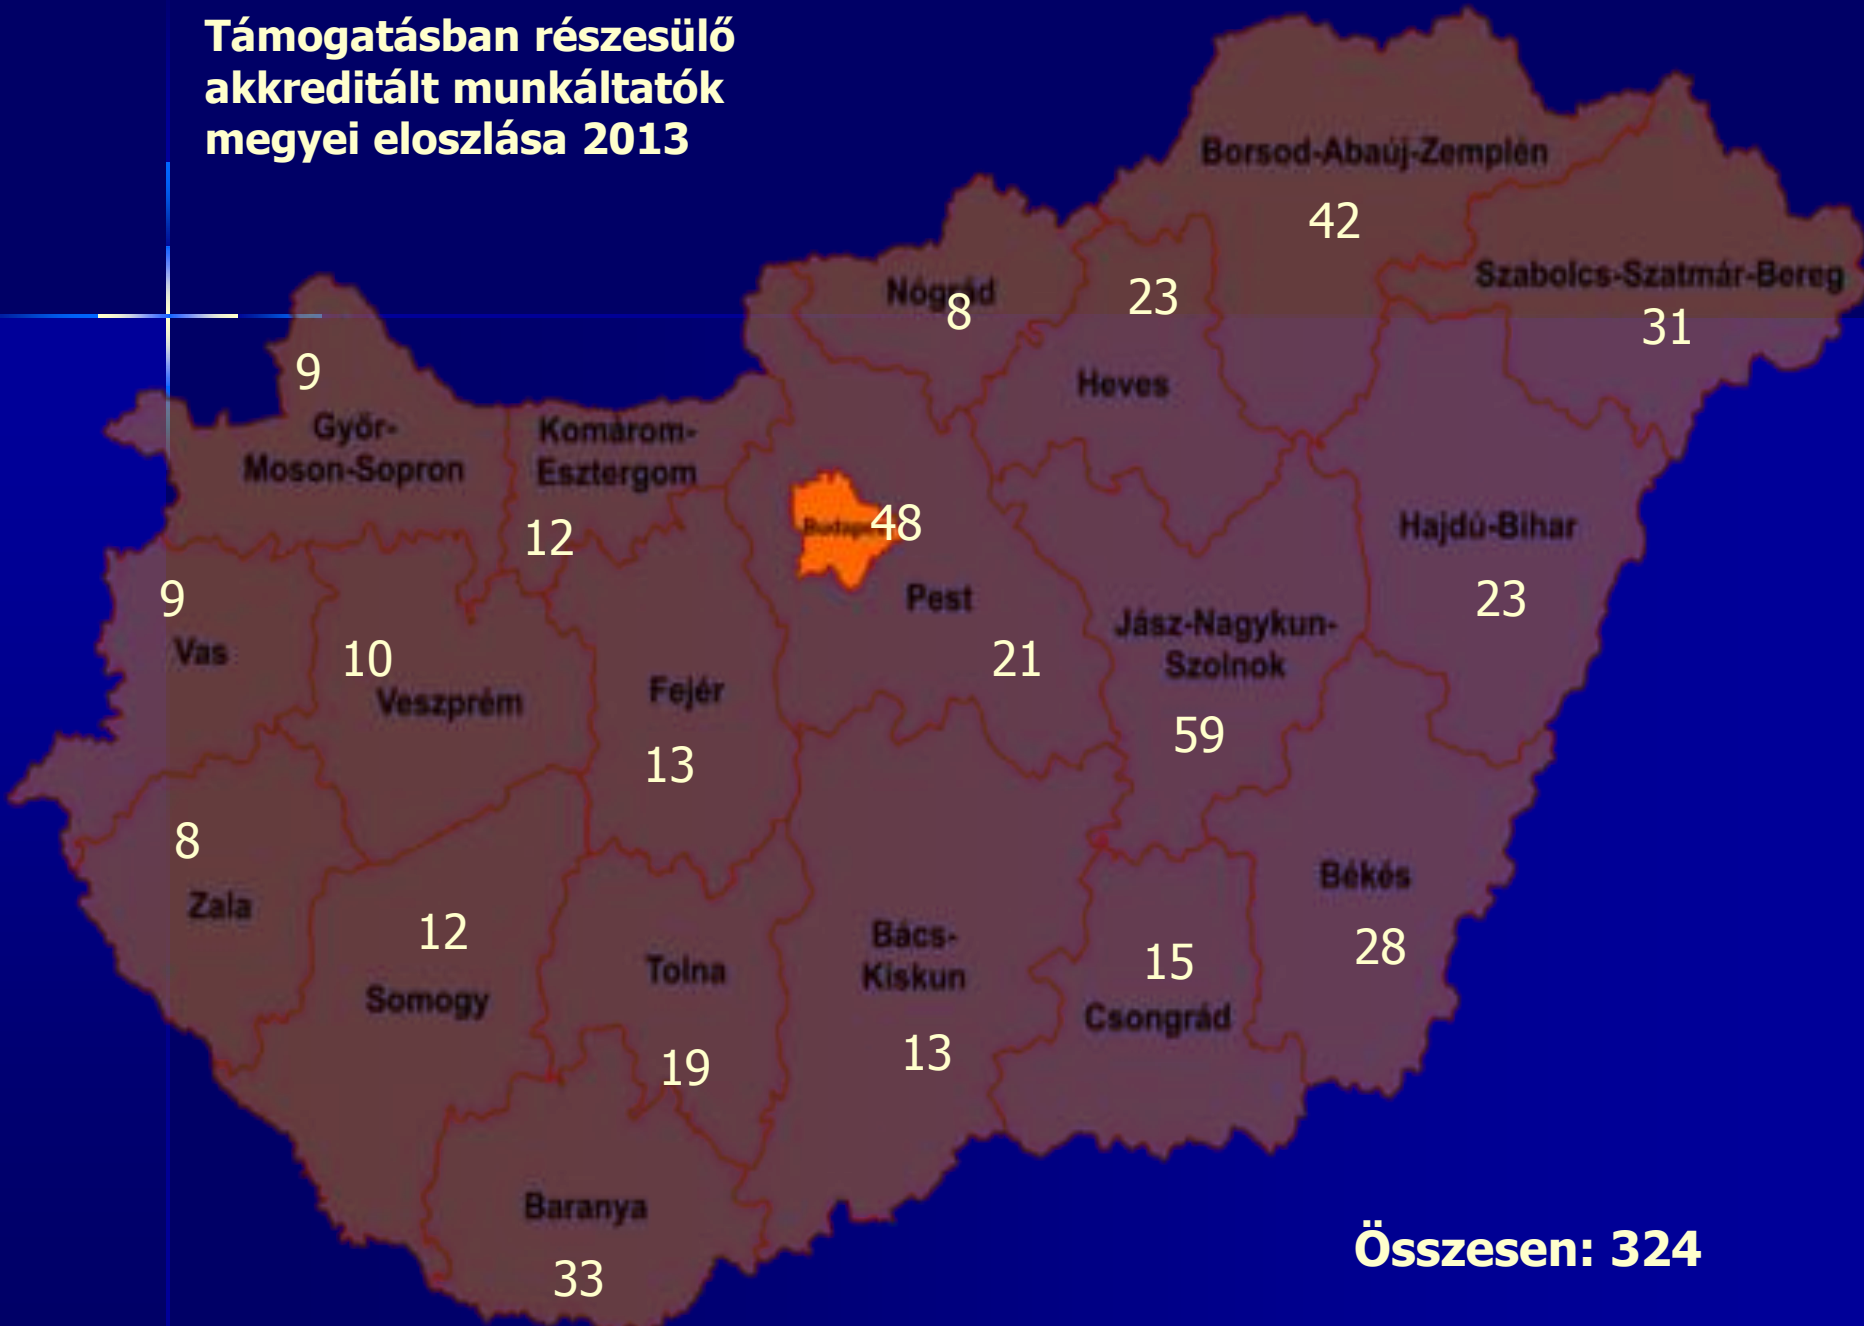 Támogatásban részesülő
akkreditált munkáltatók
megyei eloszlása 2013
Borsod-Abaúj-Zemplén
42
Szabolcs-Szatmár-Bereg
31
Nógrád
8
23
Heves
9
Győr-
Moson-Sopron
Komárom-
Esztergom
12
Budapest
48
Hajdú-Bihar
23
9
Vas
10
Veszprém
Fejér
13
Pest
21
Jász-Nagykun-
Szolnok
59
8
Zala
12
Somogy
Tolna
19
Bács-
Kiskun
13
15
Csongrád
Békés
28
Baranya
33
Összesen: 324